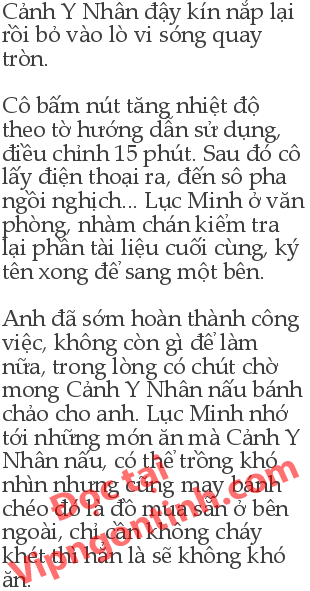 Cảnh Y Nhân đậy kín nắp lại
rồi bỏ vào lò vi sóng quay
tròn.
Cô bấm nút tăng nhiệt độ
theo tờ hướng dẫn sử dụng,
điều chỉnh 15 phút. Sau đó cô
lấy điện thoại ra, đến sô pha
ngồi nghịch... Lục Minh ở văn
phòng, nhàm chán kiểm tra
lại phần tài liệu cuối cùng, ký
tên xong để sang một bên.
Anh đã sớm hoàn thành công
việc, không còn gì để làm
nữa, trong lòng có chút chờ
mong Cảnh Y Nhân nấu bánh
chảo cho anh. Lục Minh nhớ
tới những món ăn mà Cảnh Y
Nhân nấu, có thể trồng khó
nhìn nhưng cũng may bánh
chéo đó là đồ mua sẵn ở bên
ngoài, chỉ cần không cháy
khét thì hẳn là sẽ không khó
ăn.
Đọc tại
Vipngontinh.com